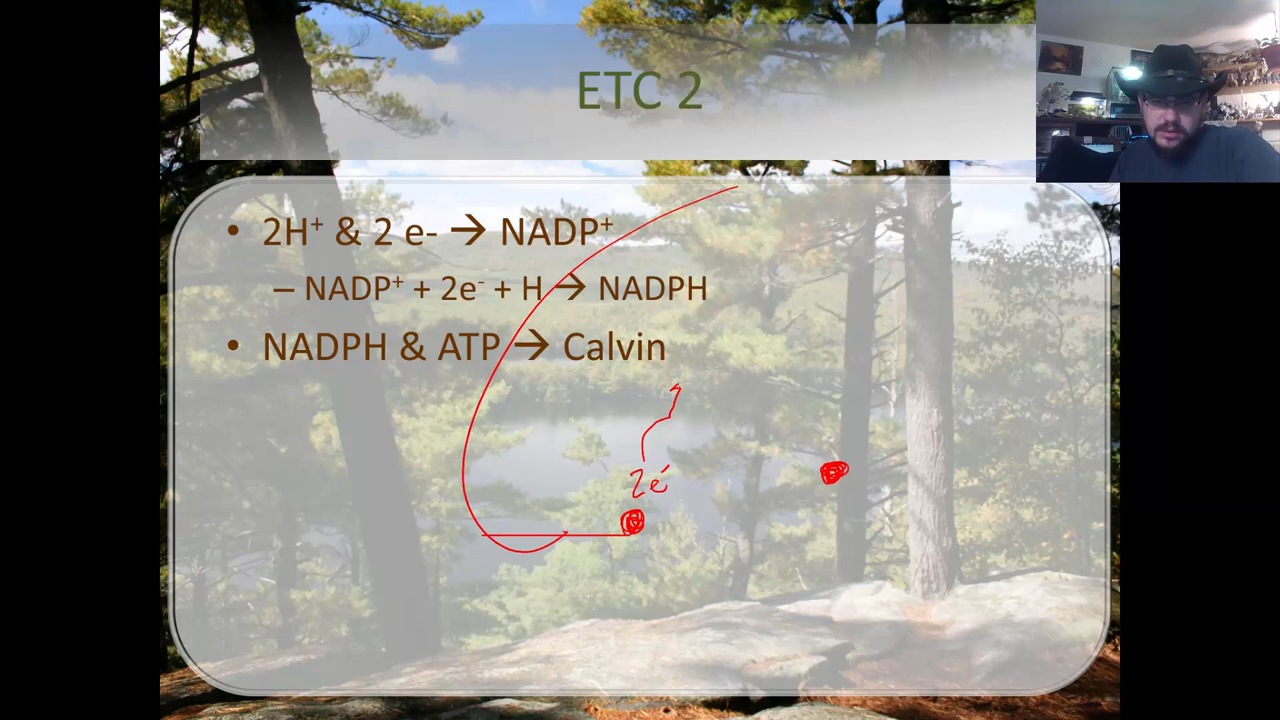 ETC 2
• 2H⁺ & 2 e- → NADP⁺
– NADP⁺ + 2e⁻ + H → NADPH
• NADPH & ATP → Calvin
2e⁻